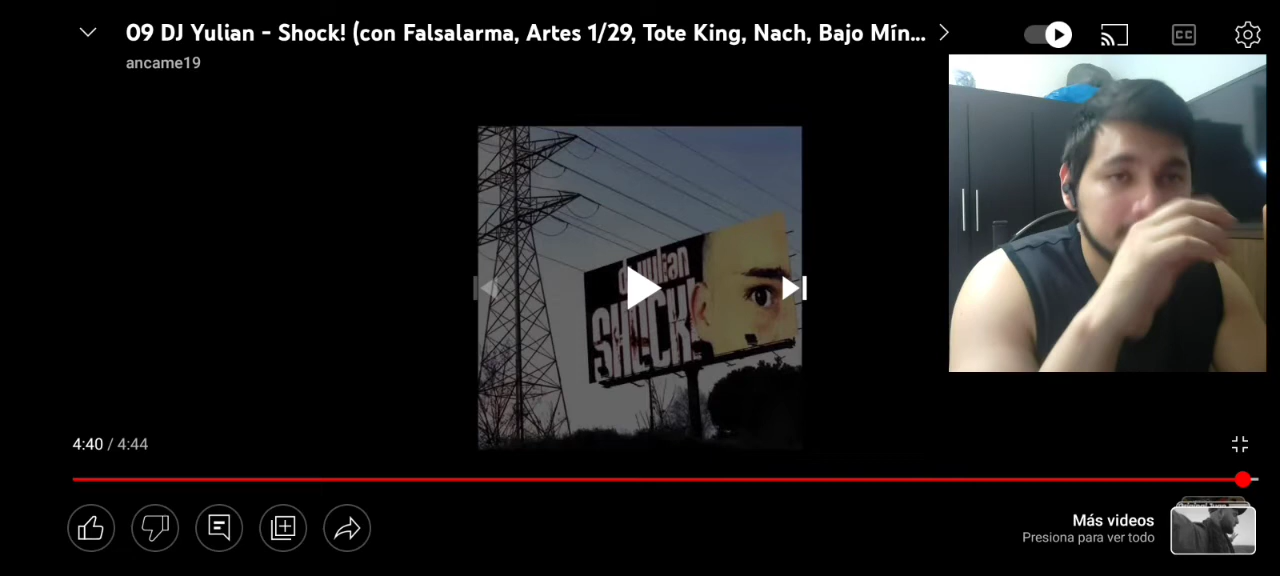 09 DJ Yulian - Shock! (con Falsalarma, Artes 1/29, Tote King, Nach, Bajo Mín...
ancame19
CC
dj yulian
SHOCK!
4:40 / 4:44
Más videos
Presiona para ver todo